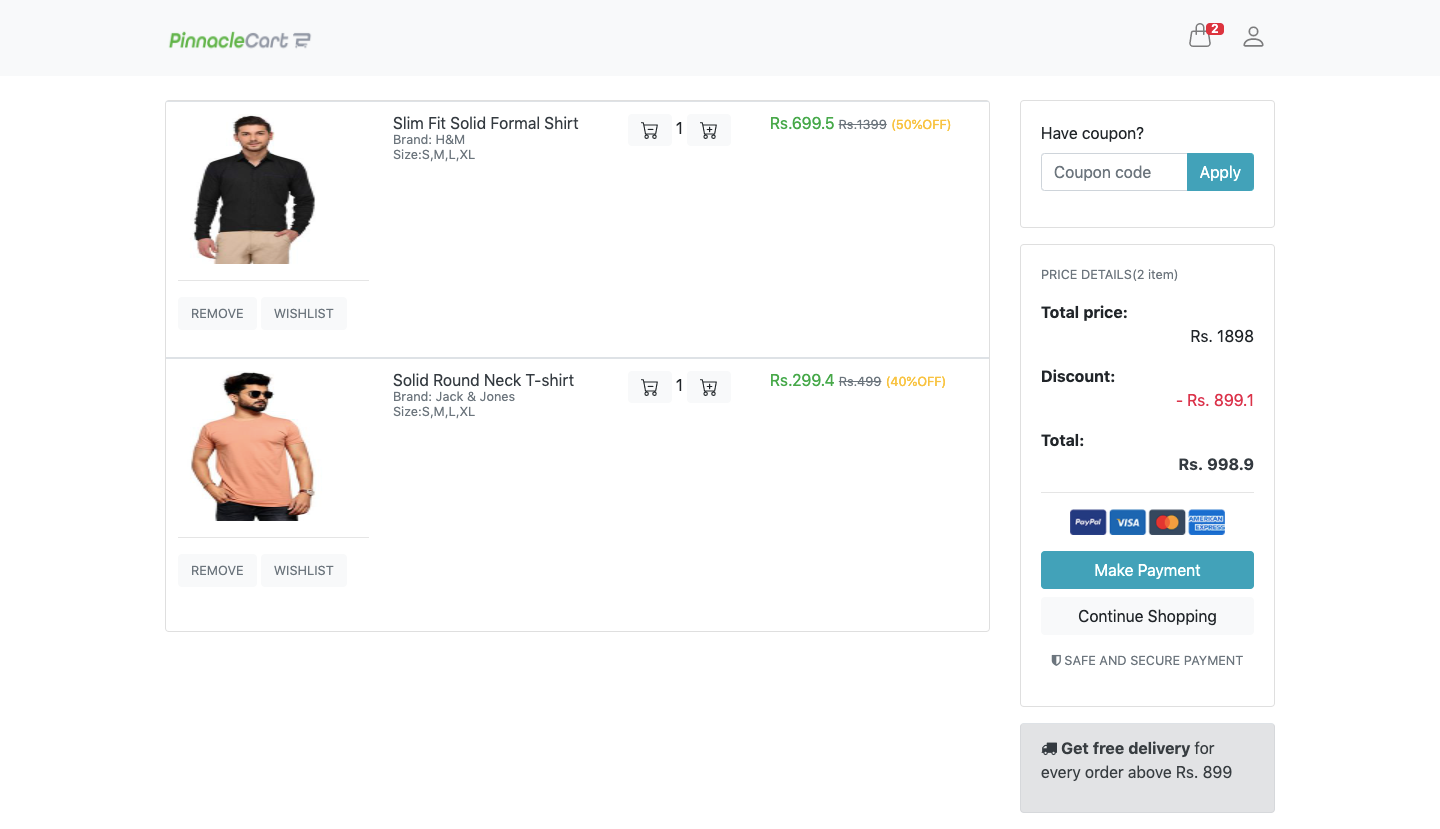 PinnacleCart
2
Slim Fit Solid Formal Shirt
Brand: H&M
Size:S,M,L,XL
1
Rs.699.5 Rs.1399 (50%OFF)
REMOVE WISHLIST
Solid Round Neck T-shirt
Brand: Jack & Jones
Size:S,M,L,XL
1
Rs.299.4 Rs.499 (40%OFF)
REMOVE WISHLIST
Have coupon?
Coupon code Apply
PRICE DETAILS(2 item)
Total price:
Rs. 1898
Discount:
- Rs. 899.1
Total:
Rs. 998.9
PayPal VISA AMERICAN
EXPRESS
Make Payment
Continue Shopping
SAFE AND SECURE PAYMENT
Get free delivery for
every order above Rs. 899